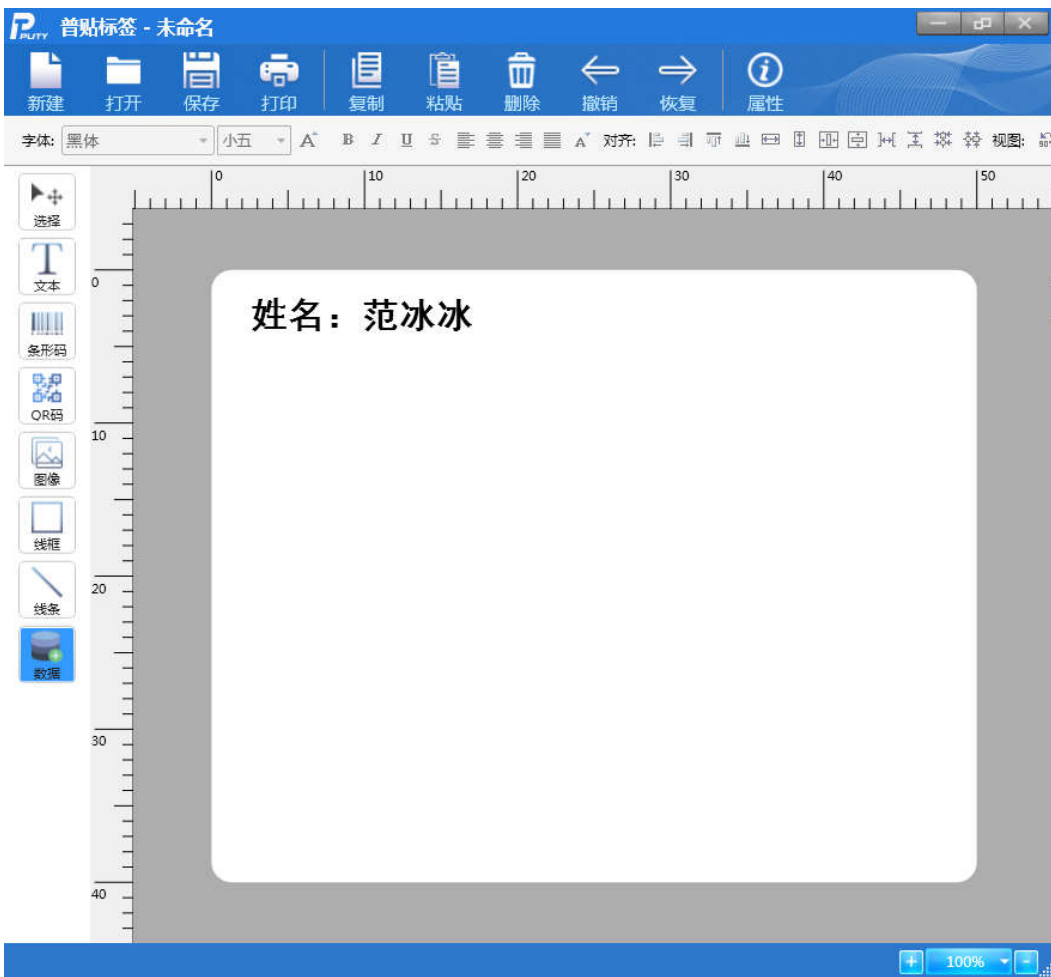 PUTY 普贴标签 - 未命名
新建 打开 保存 打印 复制 粘贴 删除 撤销 恢复 属性
字体: 黑体 小五 A B I U S A 对齐: 视图:
0 10 20 30 40 50
选择
文本
条形码
QR码
图像
线框
线条
数据
0
10
20
30
40
姓名：范冰冰
100%